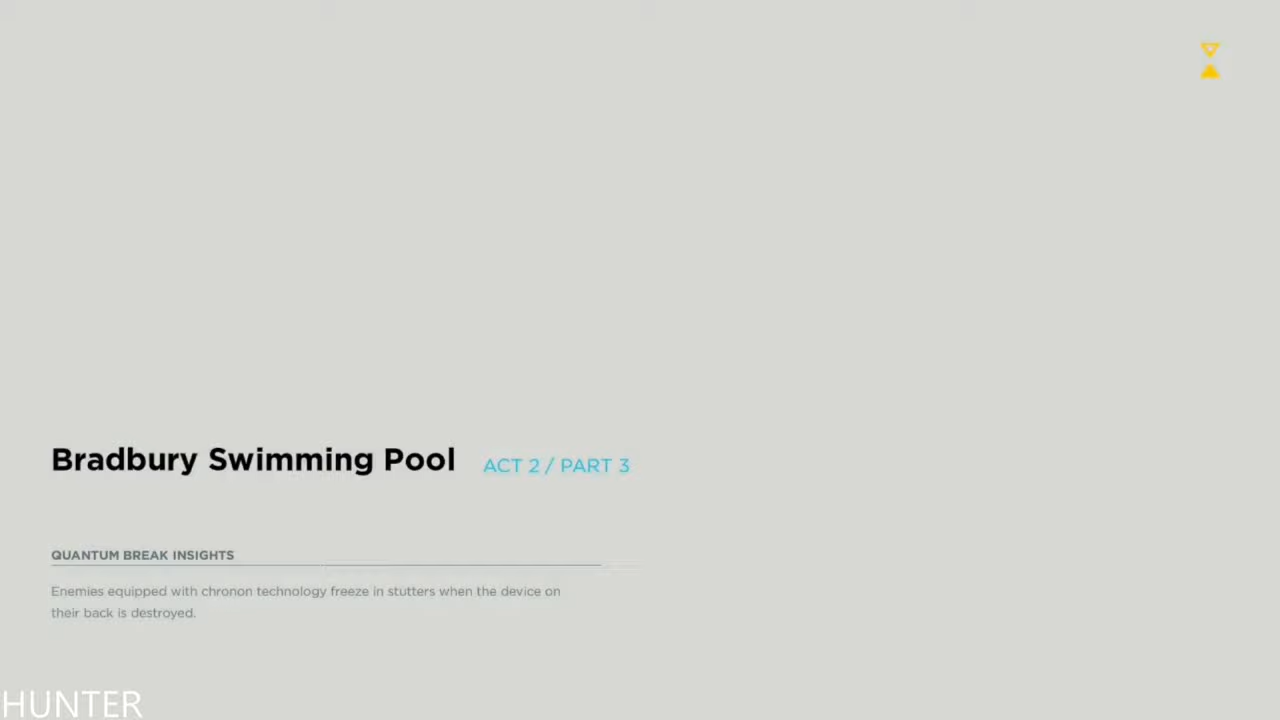 Bradbury Swimming Pool ACT 2 / PART 3
QUANTUM BREAK INSIGHTS
Enemies equipped with chronon technology freeze in stutters when the device on
their back is destroyed.
HUNTER